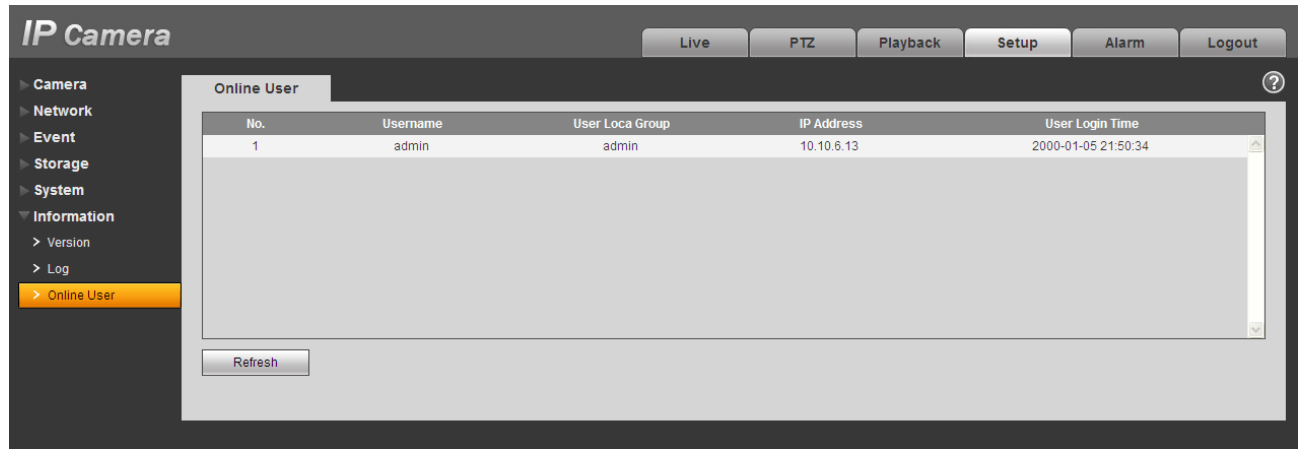 IP Camera
Live PTZ Playback Setup Alarm Logout
Camera
Network
Event
Storage
System
Information
> Version
> Log
> Online User
Online User
?
No. Username User Loca Group IP Address User Login Time
1 admin admin 10.10.6.13 2000-01-05 21:50:34
Refresh